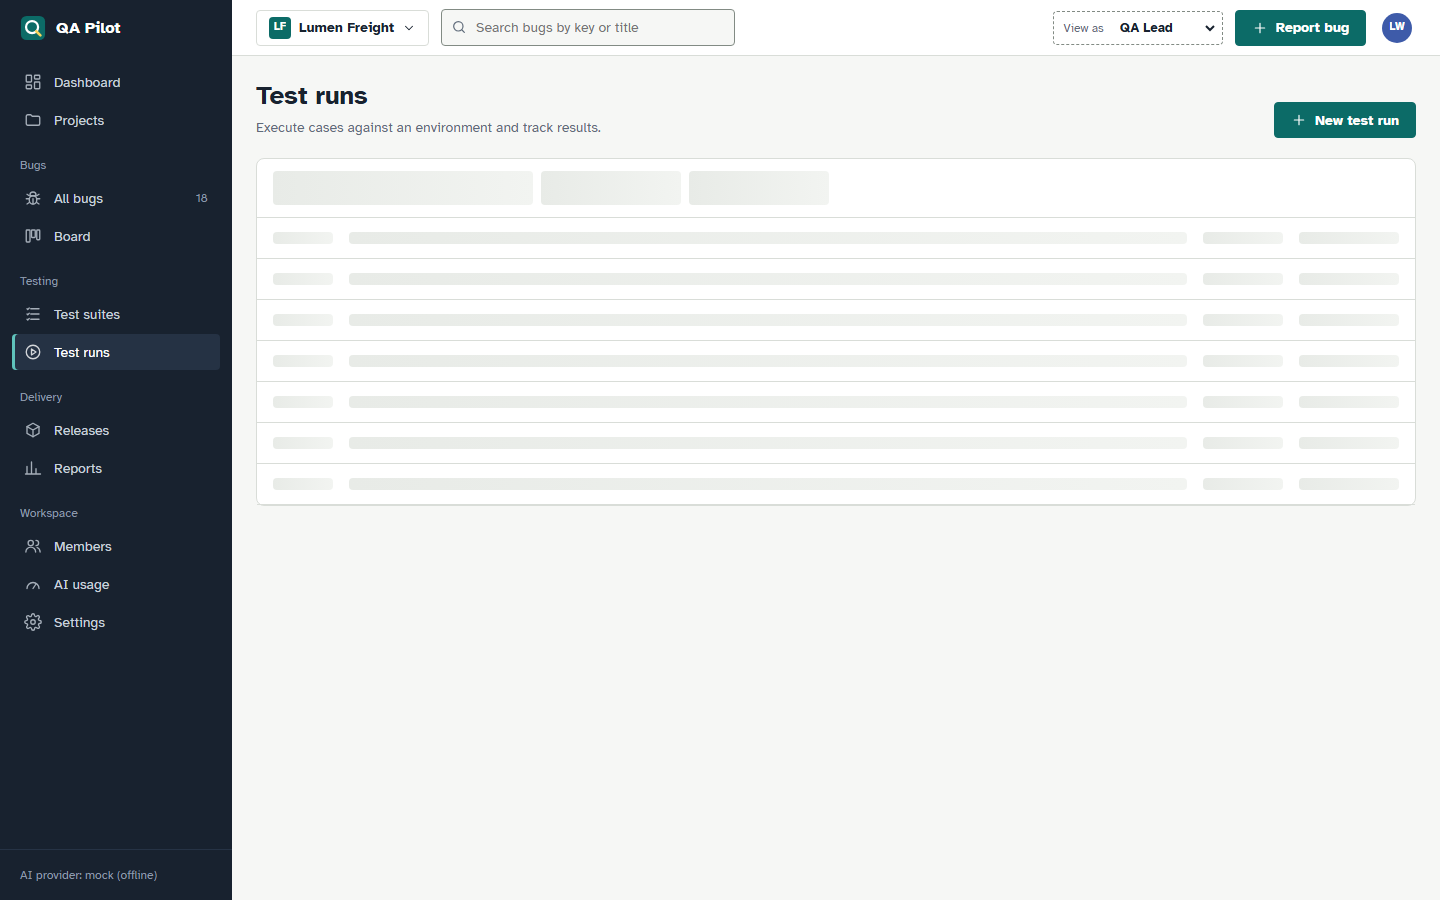 QA Pilot
Dashboard
Projects
Bugs
All bugs 18
Board
Testing
Test suites
Test runs
Delivery
Releases
Reports
Workspace
Members
AI usage
Settings
AI provider: mock (offline)
LF Lumen Freight
Search bugs by key or title
View as QA Lead
Report bug
LW
Test runs
Execute cases against an environment and track results.
New test run